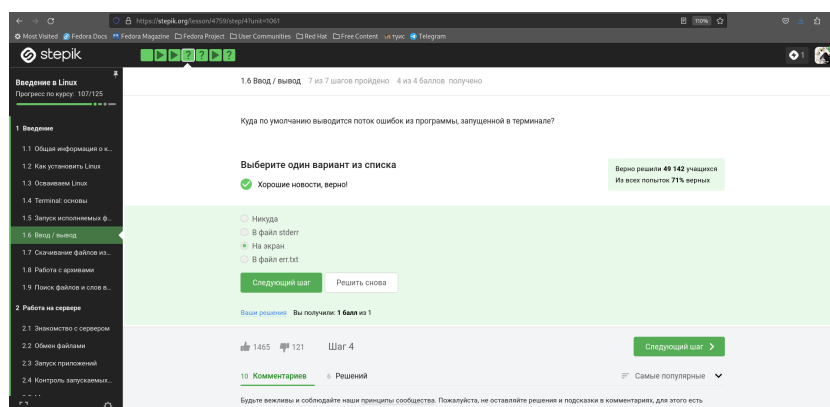 https://stepik.org/lesson/4759/step/4?unit=1061
110%
Most Visited Fedora Docs Fedora Magazine Fedora Project User Communities Red Hat Free Content Telegram
stepik
1
Введение в Linux
Прогресс по курсу: 107/125
1 Введение
1.1 Общая информация о к...
1.2 Как установить Linux
1.3 Осваиваем Linux
1.4 Terminal: основы
1.5 Запуск исполняемых ф...
1.6 Ввод / вывод
1.7 Скачивание файлов из...
1.8 Работа с архивами
1.9 Поиск файлов и слов в...
2 Работа на сервере
2.1 Знакомство с сервером
2.2 Обмен файлами
2.3 Запуск приложений
2.4 Контроль запускаемых...
1.6 Ввод / вывод 7 из 7 шагов пройдено 4 из 4 баллов получено
Куда по умолчанию выводится поток ошибок из программы, запущенной в терминале?
Выберите один вариант из списка
Хорошие новости, верно!
Верно решили 49 142 учащихся
Из всех попыток 71% верных
Никуда
В файл stderr
На экран
В файл err.txt
Следующий шаг
Решить снова
Ваши решения Вы получили: 1 балл из 1
1465 121 Шаг 4
Следующий шаг
10 Комментариев 6 Решений
Самые популярные
Будьте вежливы и соблюдайте наши принципы сообщества. Пожалуйста, не оставляйте решения и подсказки в комментариях, для этого есть